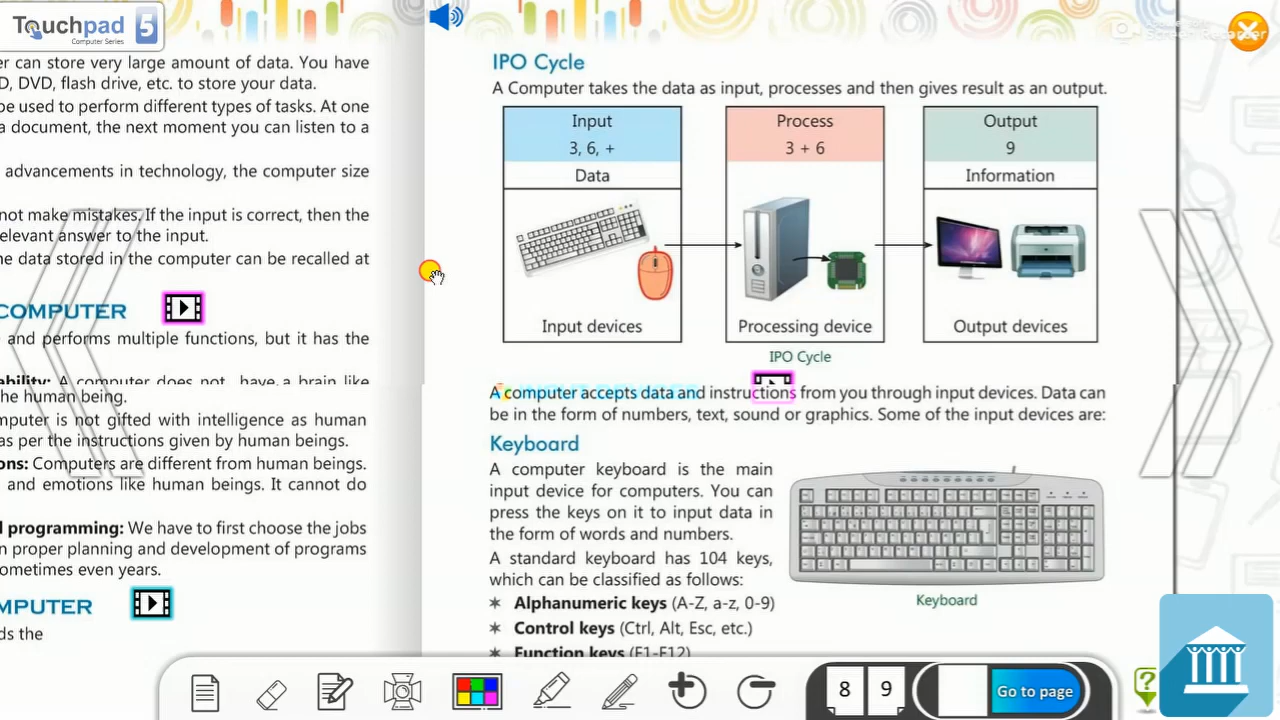 Touchpad 5
Computer Series
er can store very large amount of data. You have
D, DVD, flash drive, etc. to store your data.
be used to perform different types of tasks. At one
a document, the next moment you can listen to a
advancements in technology, the computer size
not make mistakes. If the input is correct, then the
elevant answer to the input.
he data stored in the computer can be recalled at
COMPUTER
and performs multiple functions, but it has the
ability: A computer does not have a brain like
the human being.
mputer is not gifted with intelligence as human
as per the instructions given by human beings.
ons: Computers are different from human beings.
and emotions like human beings. It cannot do
d programming: We have to first choose the jobs
n proper planning and development of programs
sometimes even years.
MPUTER
ds the
IPO Cycle
A Computer takes the data as input, processes and then gives result as an output.
Input
3, 6, +
Data
Input devices
Process
3 + 6
Processing device
Output
9
Information
Output devices
IPO Cycle
A computer accepts data and instructions from you through input devices. Data can
be in the form of numbers, text, sound or graphics. Some of the input devices are:
Keyboard
A computer keyboard is the main
input device for computers. You can
press the keys on it to input data in
the form of words and numbers.
A standard keyboard has 104 keys,
which can be classified as follows:
✶ Alphanumeric keys (A-Z, a-z, 0-9)
✶ Control keys (Ctrl, Alt, Esc, etc.)
✶ Function keys (F1-F12)
Keyboard
Screen Recorder
8 9 Go to page